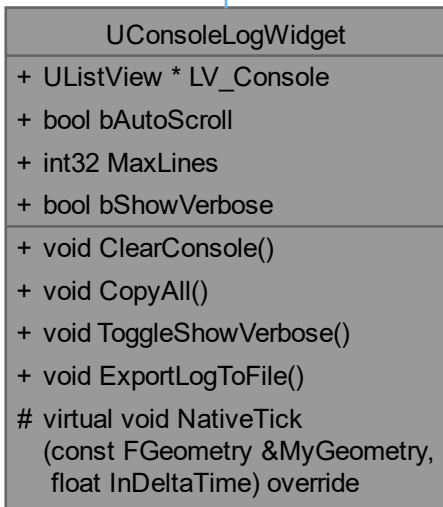 UConsoleLogWidget
+ UListView * LV_Console
+ bool bAutoScroll
+ int32 MaxLines
+ bool bShowVerbose
+ void ClearConsole()
+ void CopyAll()
+ void ToggleShowVerbose()
+ void ExportLogToFile()
# virtual void NativeTick
(const FGeometry &MyGeometry,
float InDeltaTime) override